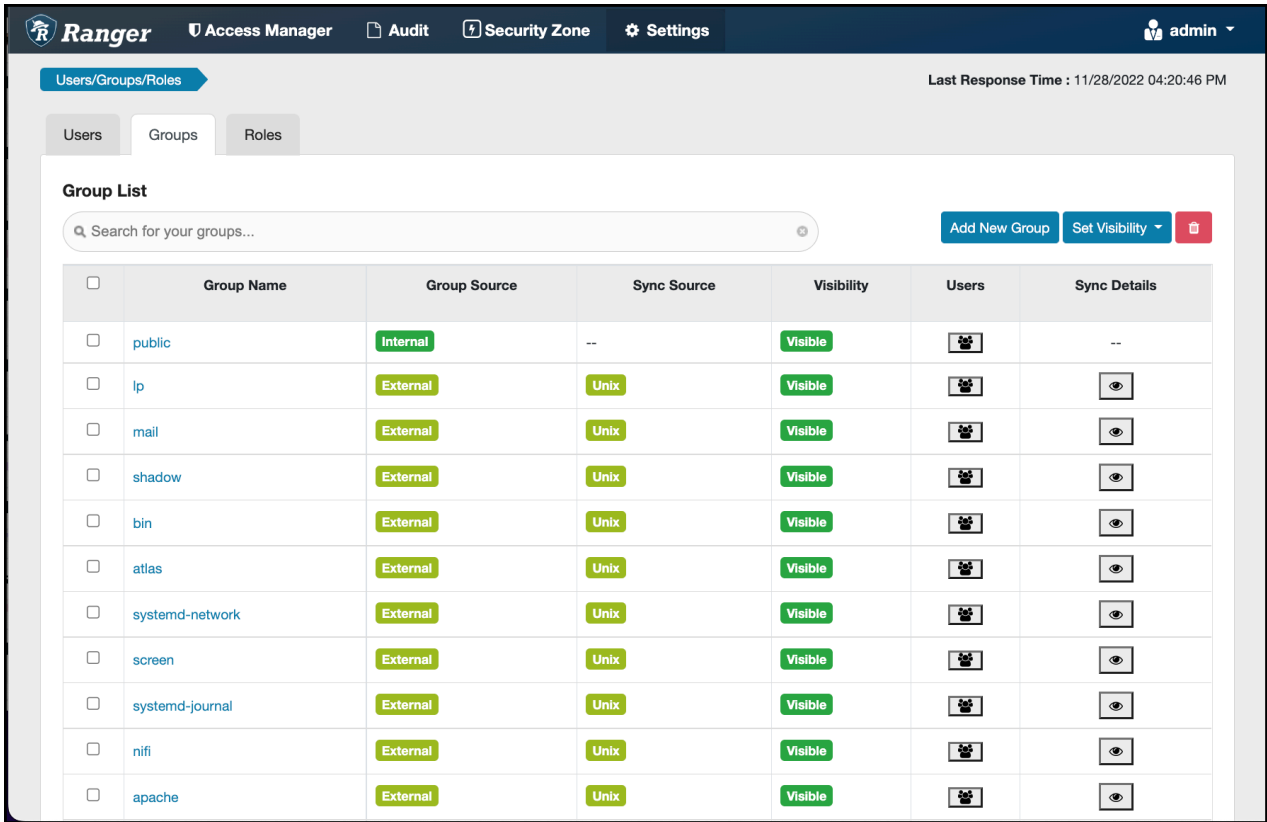 Ranger Access Manager Audit Security Zone Settings admin
Users/Groups/Roles Last Response Time : 11/28/2022 04:20:46 PM
Users Groups Roles
Group List
Search for your groups... Add New Group Set Visibility
Group Name Group Source Sync Source Visibility Users Sync Details
public Internal -- Visible --
lp External Unix Visible
mail External Unix Visible
shadow External Unix Visible
bin External Unix Visible
atlas External Unix Visible
systemd-network External Unix Visible
screen External Unix Visible
systemd-journal External Unix Visible
nifi External Unix Visible
apache External Unix Visible